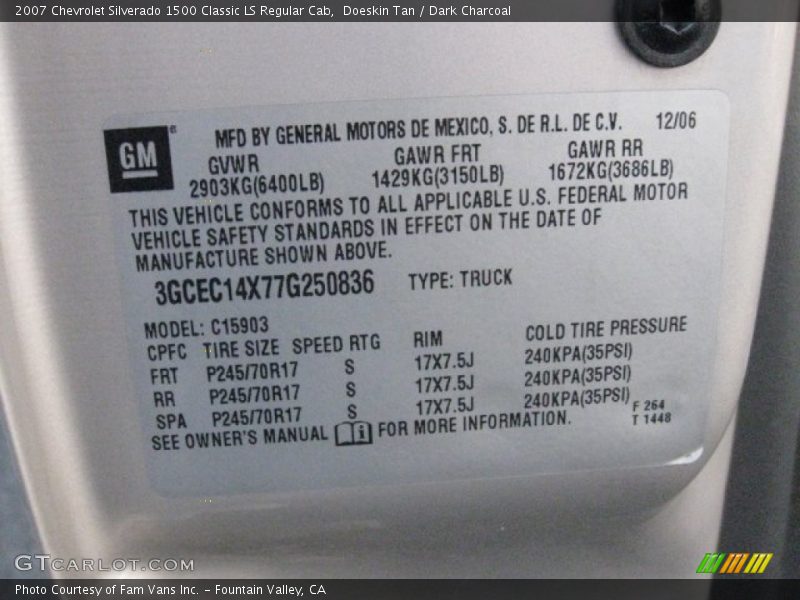 2007 Chevrolet Silverado 1500 Classic LS Regular Cab, Doeskin Tan / Dark Charcoal
GM®
MFD BY GENERAL MOTORS DE MEXICO, S. DE R.L. DE C.V. 12/06
GVWR GAWR FRT GAWR RR
2903KG(6400LB) 1429KG(3150LB) 1672KG(3686LB)
THIS VEHICLE CONFORMS TO ALL APPLICABLE U.S. FEDERAL MOTOR
VEHICLE SAFETY STANDARDS IN EFFECT ON THE DATE OF
MANUFACTURE SHOWN ABOVE.
3GCEC14X77G250836 TYPE: TRUCK
MODEL: C15903
CPFC TIRE SIZE SPEED RTG RIM COLD TIRE PRESSURE
FRT P245/70R17 S 17X7.5J 240KPA(35PSI)
RR P245/70R17 S 17X7.5J 240KPA(35PSI)
SPA P245/70R17 S 17X7.5J 240KPA(35PSI)
F 264
T 1448
SEE OWNER'S MANUAL i FOR MORE INFORMATION.
GTCARLOT.COM
Photo Courtesy of Fam Vans Inc. - Fountain Valley, CA